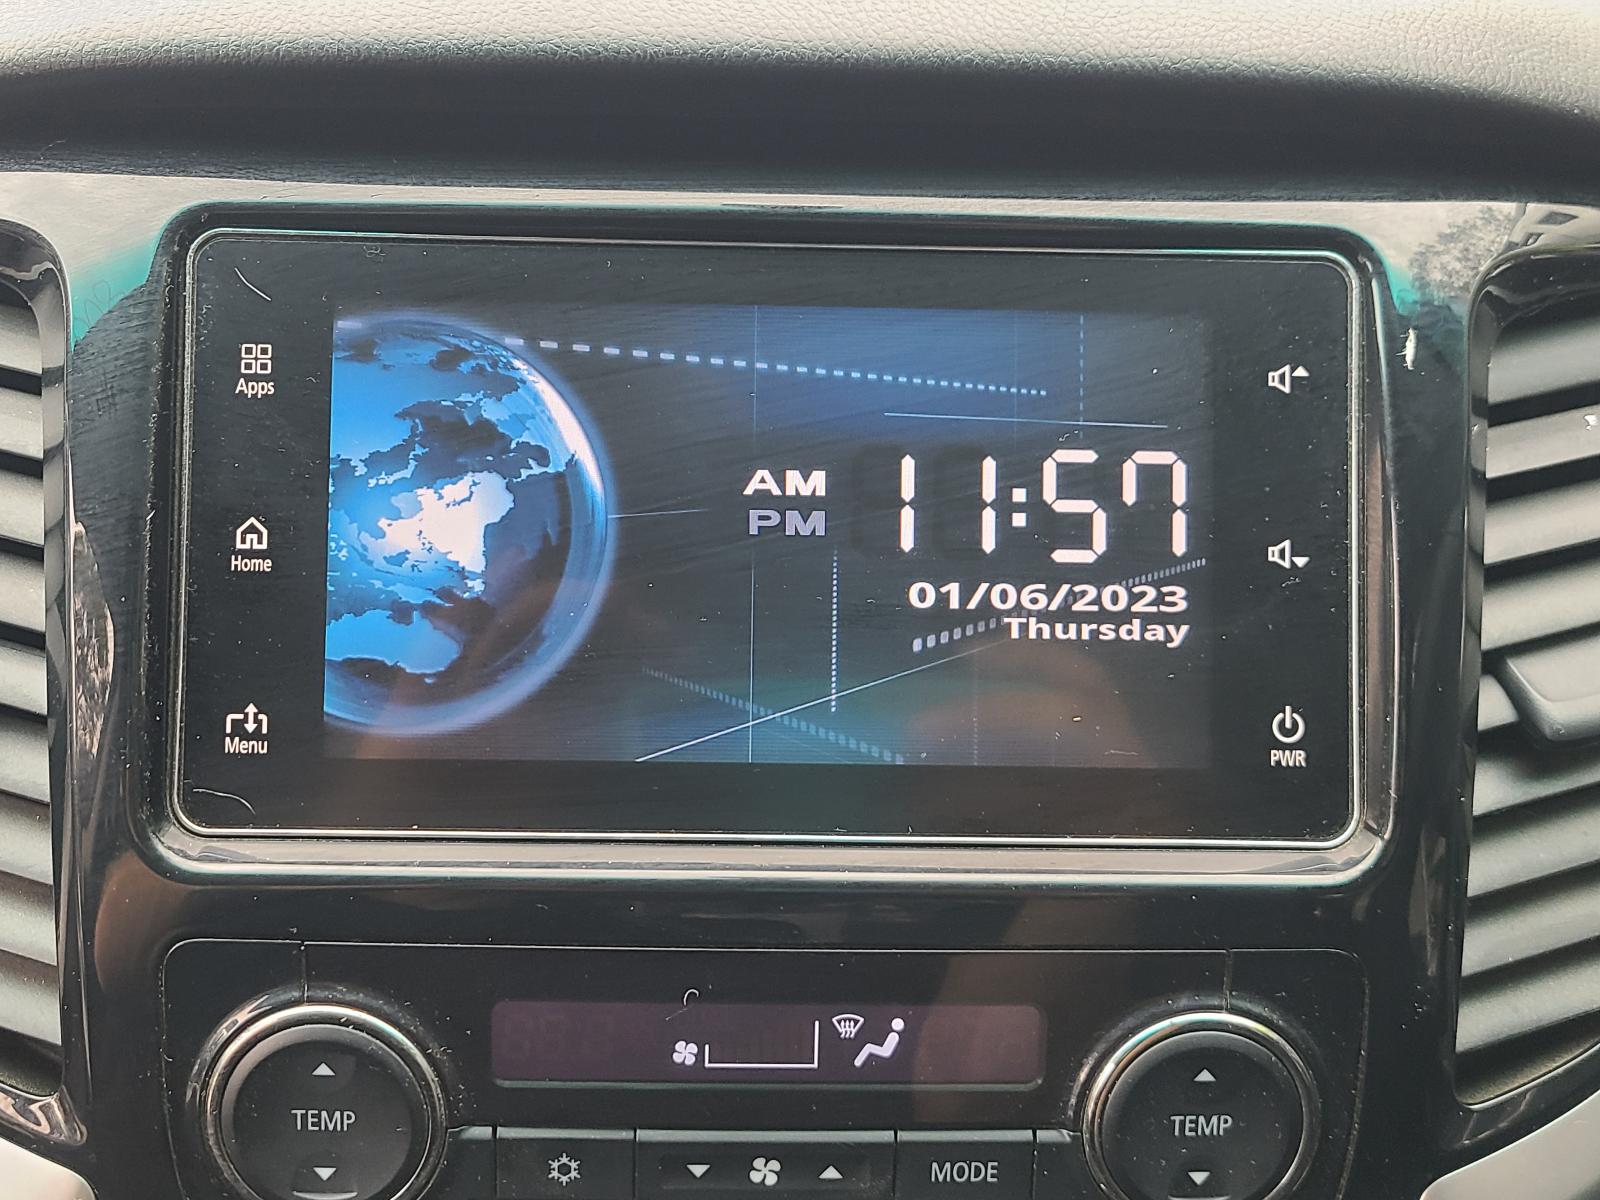 Apps
Home
Menu
AM
PM
11:57
01/06/2023
Thursday
PWR
TEMP
MODE
TEMP